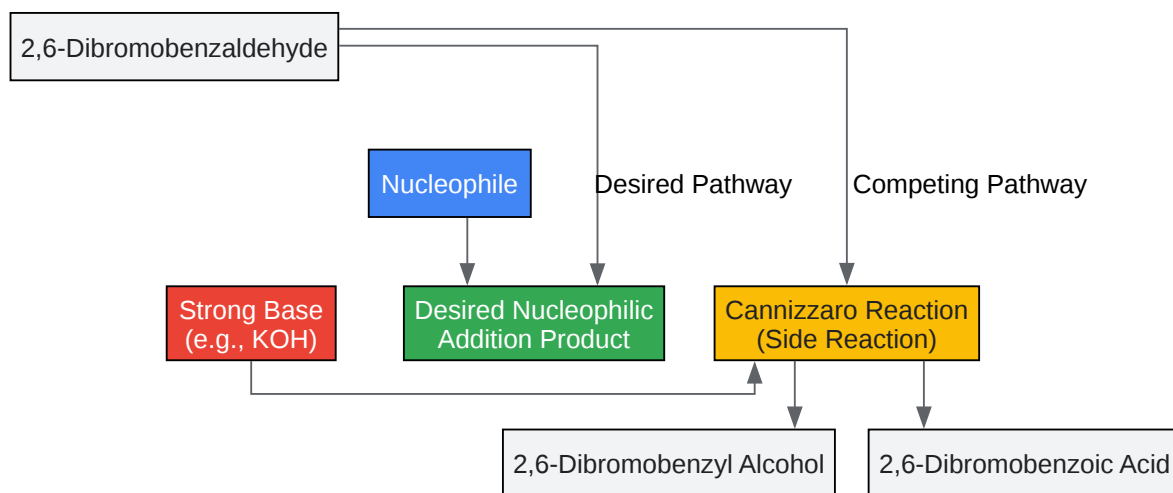 2,6-Dibromobenzaldehyde
Nucleophile
Desired Pathway
Competing Pathway
Strong Base
(e.g., KOH)
Desired Nucleophilic
Addition Product
Cannizzaro Reaction
(Side Reaction)
2,6-Dibromobenzyl Alcohol
2,6-Dibromobenzoic Acid